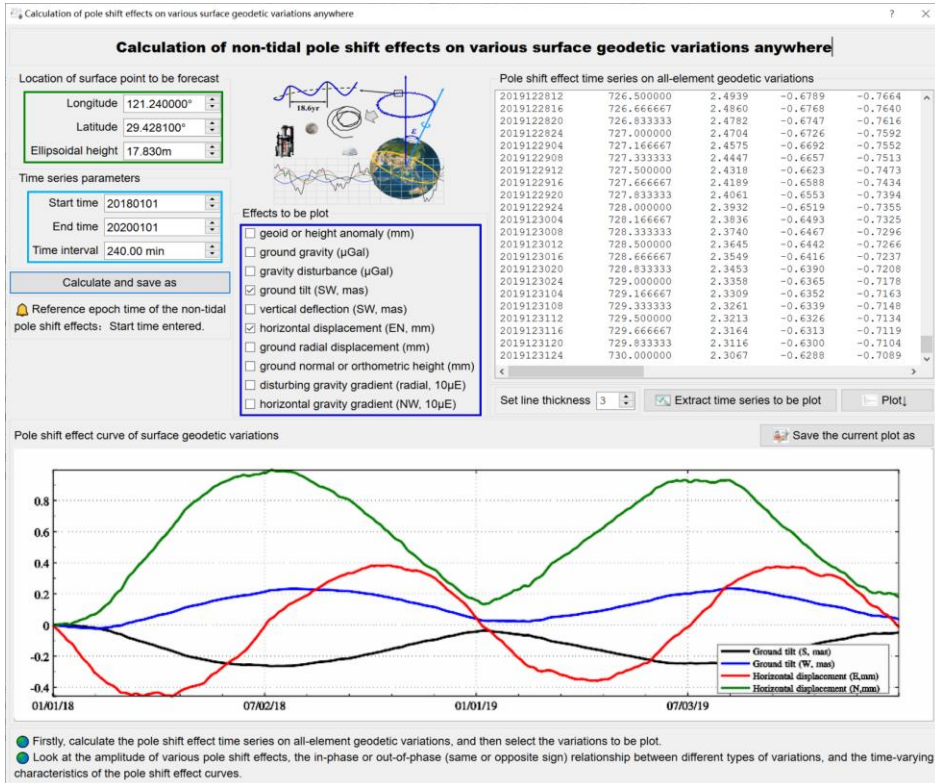 Calculation of pole shift effects on various surface geodetic variations anywhere
? ×
Calculation of non-tidal pole shift effects on various surface geodetic variations anywhere
Location of surface point to be forecast
Longitude 121.240000°
Latitude 29.428100°
Ellipsoidal height 17.830m
Time series parameters
Start time 20180101
End time 20200101
Time interval 240.00 min
Calculate and save as
Reference epoch time of the non-tidal
pole shift effects: Start time entered.
18.6yr
E
Effects to be plot
geoid or height anomaly (mm)
ground gravity (μGal)
gravity disturbance (μGal)
ground tilt (SW, mas)
vertical deflection (SW, mas)
horizontal displacement (EN, mm)
ground radial displacement (mm)
ground normal or orthometric height (mm)
disturbing gravity gradient (radial, 10μE)
horizontal gravity gradient (NW, 10μE)
Pole shift effect time series on all-element geodetic variations
2019122812 726.500000 2.4939 -0.6789 -0.7664
2019122816 726.666667 2.4860 -0.6768 -0.7640
2019122820 726.833333 2.4782 -0.6747 -0.7616
2019122824 727.000000 2.4704 -0.6726 -0.7592
2019122904 727.166667 2.4575 -0.6692 -0.7552
2019122908 727.333333 2.4447 -0.6657 -0.7513
2019122912 727.500000 2.4318 -0.6623 -0.7473
2019122916 727.666667 2.4189 -0.6588 -0.7434
2019122920 727.833333 2.4061 -0.6553 -0.7394
2019122924 728.000000 2.3932 -0.6519 -0.7355
2019123004 728.166667 2.3836 -0.6493 -0.7325
2019123008 728.333333 2.3740 -0.6467 -0.7296
2019123012 728.500000 2.3645 -0.6442 -0.7266
2019123016 728.666667 2.3549 -0.6416 -0.7237
2019123020 728.833333 2.3453 -0.6390 -0.7208
2019123024 729.000000 2.3358 -0.6365 -0.7178
2019123104 729.166667 2.3309 -0.6352 -0.7163
2019123108 729.333333 2.3261 -0.6339 -0.7148
2019123112 729.500000 2.3213 -0.6326 -0.7134
2019123116 729.666667 2.3164 -0.6313 -0.7119
2019123120 729.833333 2.3116 -0.6300 -0.7104
2019123124 730.000000 2.3067 -0.6288 -0.7089
Set line thickness 3
Extract time series to be plot
Plot↓
Pole shift effect curve of surface geodetic variations
Save the current plot as
0.8
0.6
0.4
0.2
0
-0.2
-0.4
01/01/18 07/02/18 01/01/19 07/03/19
Ground tilt (S, mas)
Ground tilt (W, mas)
Horizontal displacement (E,mm)
Horizontal displacement (N,mm)
Firstly, calculate the pole shift effect time series on all-element geodetic variations, and then select the variations to be plot.
Look at the amplitude of various pole shift effects, the in-phase or out-of-phase (same or opposite sign) relationship between different types of variations, and the time-varying
characteristics of the pole shift effect curves.